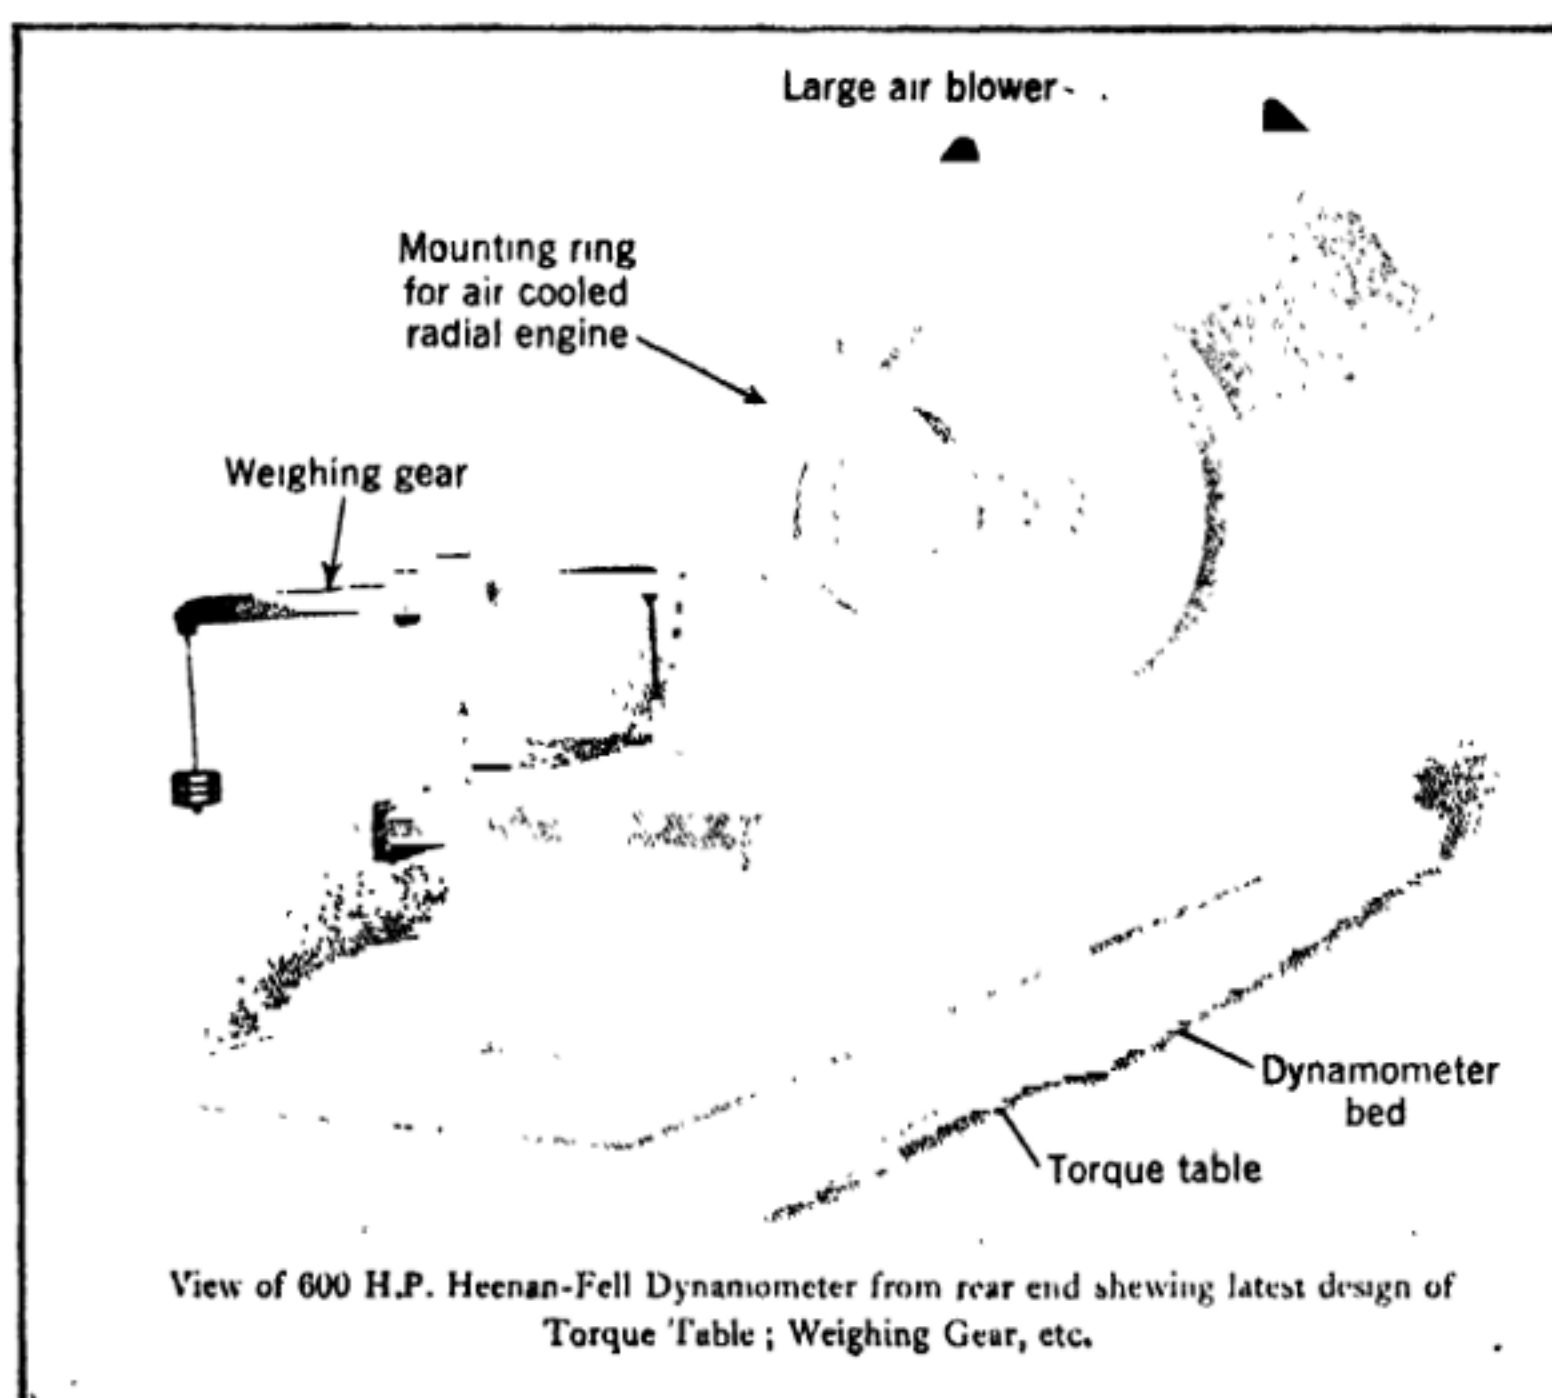 Large air blower
Mounting ring
for air cooled
radial engine
Weighing gear
Dynamometer
bed
Torque table
View of 600 H.P. Heenan-Fell Dynamometer from rear end shewing latest design of
Torque Table ; Weighing Gear, etc.